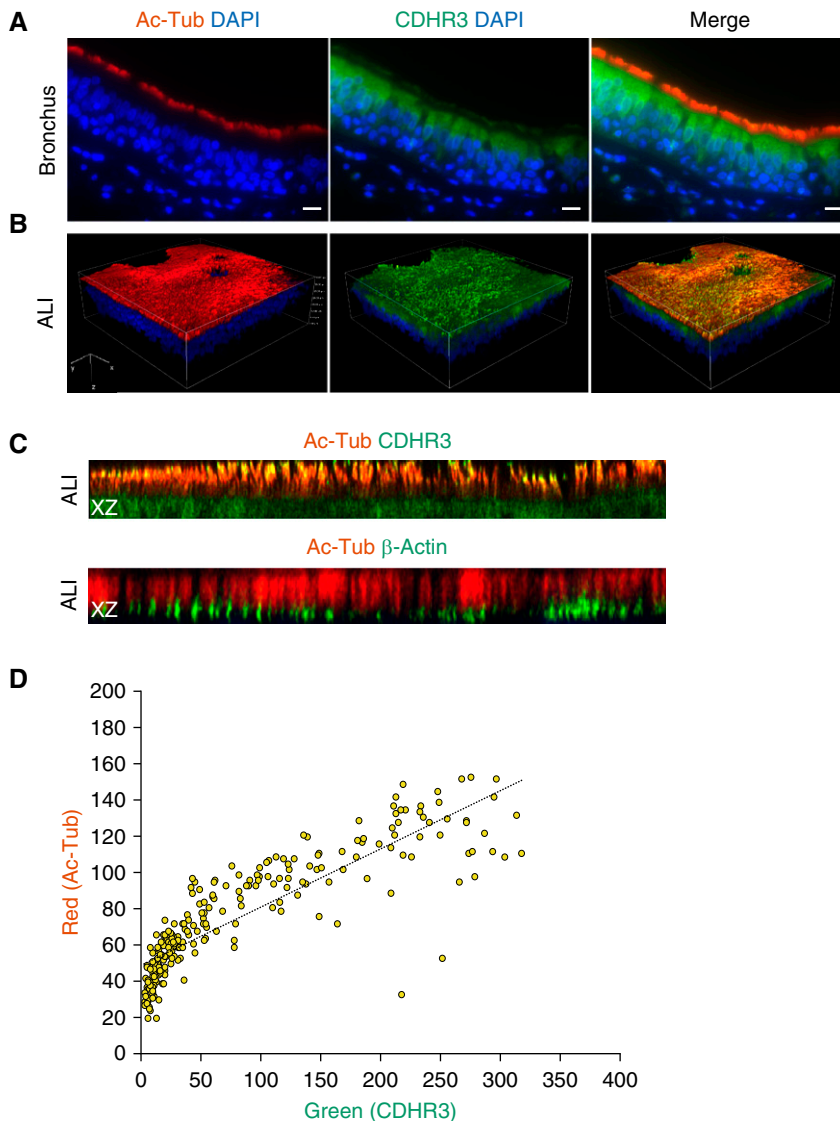 A
Ac-Tub DAPI
CDHR3 DAPI
Merge
Bronchus
B
ALI
y
x
z
C
Ac-Tub CDHR3
ALI
XZ
Ac-Tub β-Actin
ALI
XZ
D
200
180
160
140
120
100
80
60
40
20
0
Red (Ac-Tub)
0 50 100 150 200 250 300 350 400
Green (CDHR3)